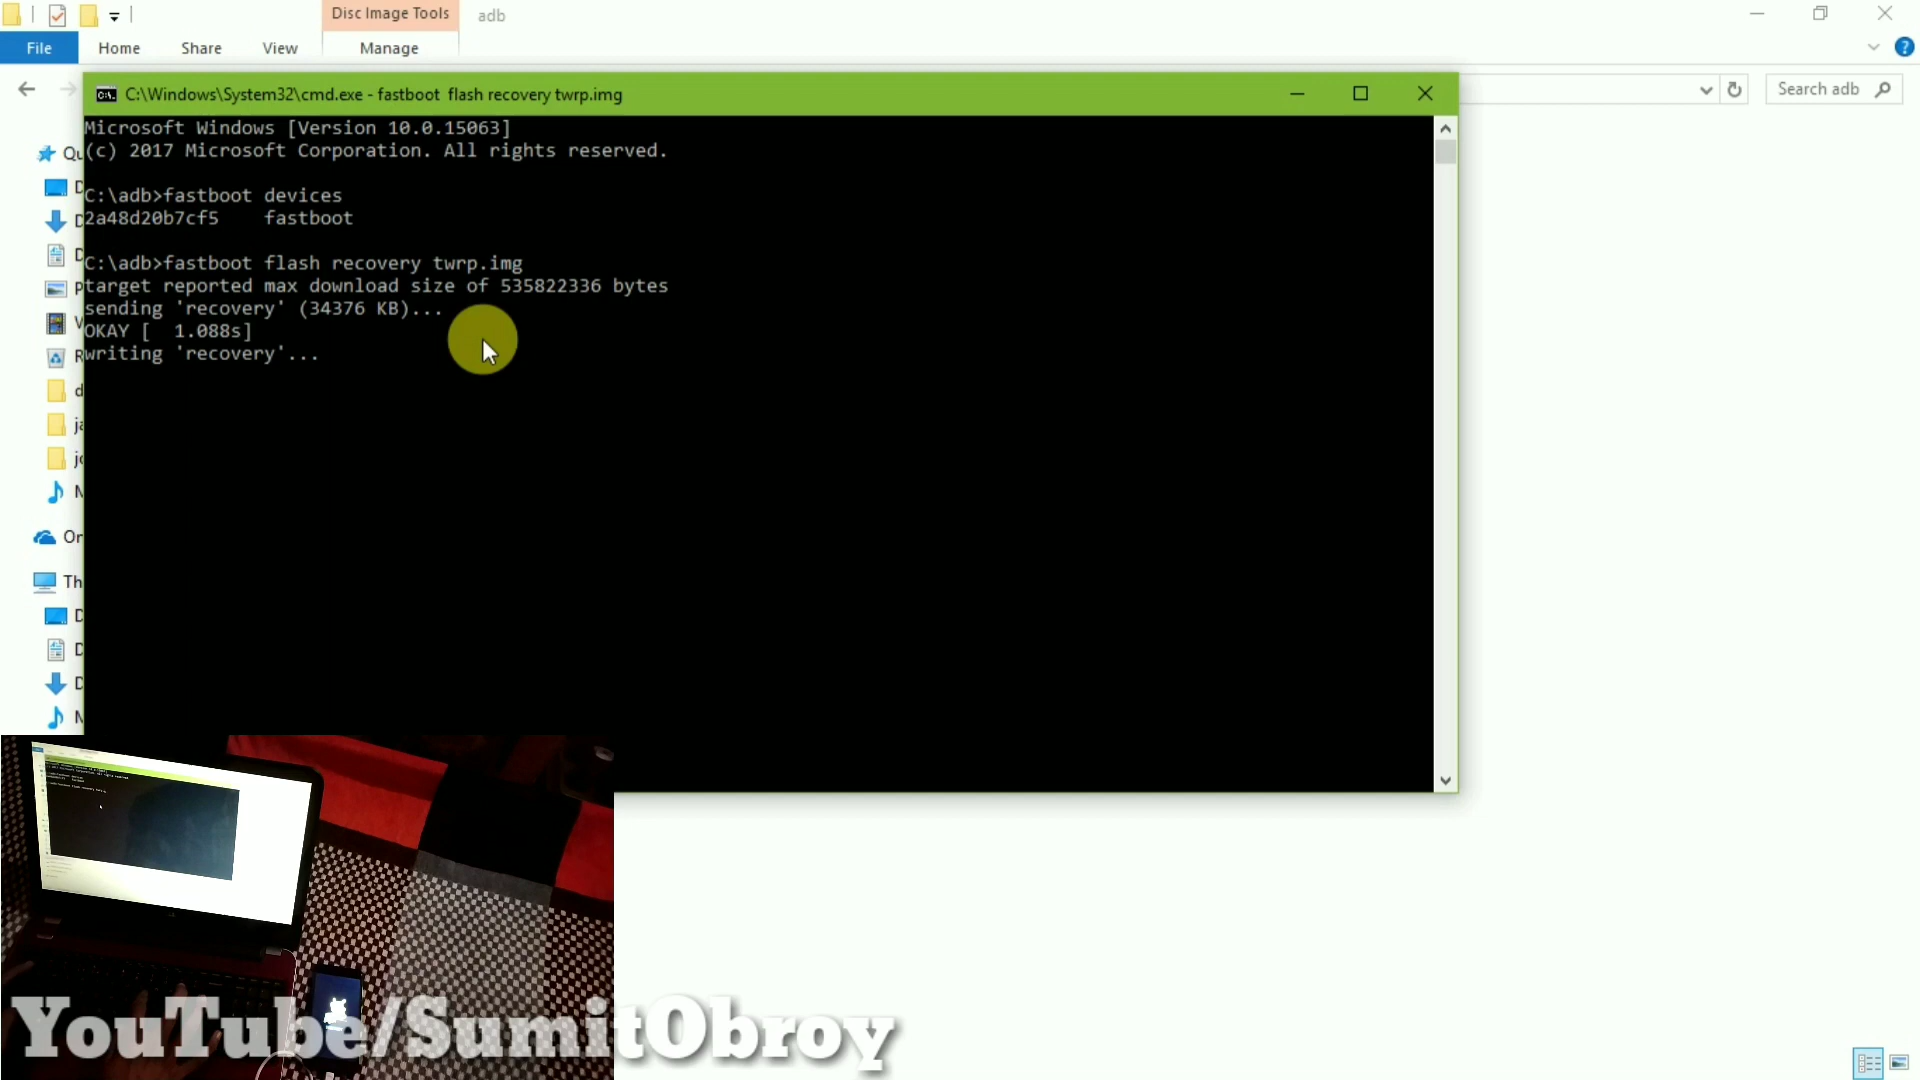 Disc Image Tools
adb
File
Home
Share
View
Manage
Search adb
C:\Windows\System32\cmd.exe - fastboot  flash recovery twrp.img
Microsoft Windows [Version 10.0.15063]
(c) 2017 Microsoft Corporation. All rights reserved.
C:\adb>fastboot devices
2a48d20b7cf5    fastboot
C:\adb>fastboot flash recovery twrp.img
target reported max download size of 535822336 bytes
sending 'recovery' (34376 KB)...
OKAY [  1.088s]
writing 'recovery'...
YouTube/SumitObroy